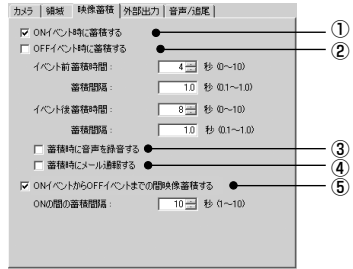 カメラ 領域 映像蓄積 外部出力 音声/追尾
ONイベント時に蓄積する ①
OFFイベント時に蓄積する ②
イベント前蓄積時間： 4 秒 (0～10)
蓄積間隔： 1.0 秒 (0.1～1.0)
イベント後蓄積時間： 8 秒 (0～10)
蓄積間隔： 1.0 秒 (0.1～1.0)
蓄積時に音声を録音する ③
蓄積時にメール通報する ④
ONイベントからOFFイベントまでの間映像蓄積する ⑤
ONの間の蓄積間隔： 10 秒 (1～10)